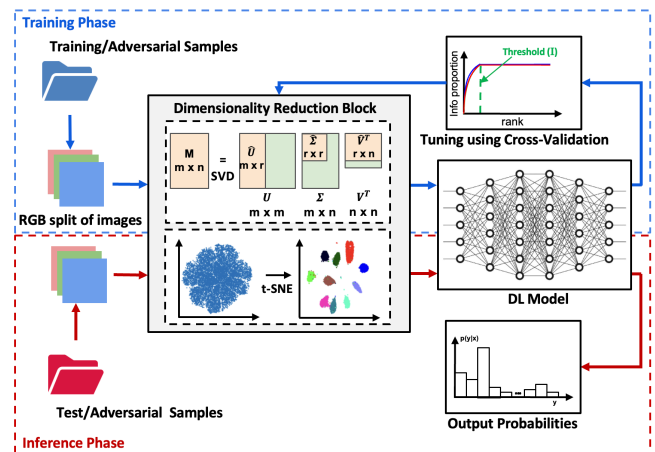 Training Phase
Training/Adversarial Samples
RGB split of images
Dimensionality Reduction Block
M
m x n
=
SVD
Û
m x r
Σ̂
r x r
V̂ᵀ
r x n
U
m x m
Σ
m x n
Vᵀ
n x n
t-SNE
Info proportion
Threshold (I)
rank
Tuning using Cross-Validation
DL Model
p(y|x)
y
Output Probabilities
Test/Adversarial Samples
Inference Phase